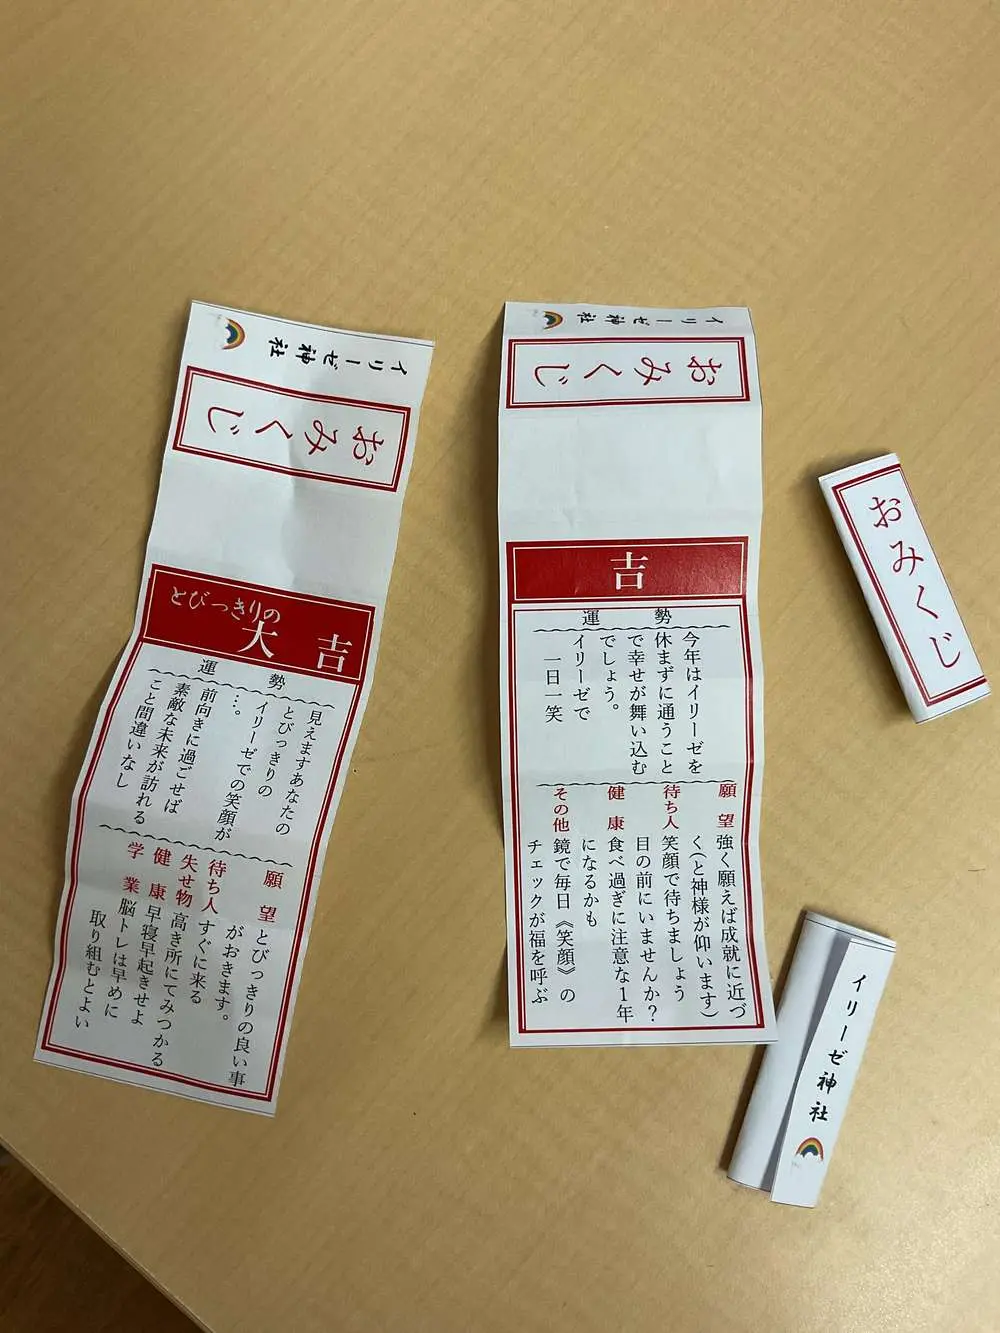 イリーゼ神社
おみくじ
とびっきりの
大吉
運勢
見えますあなたの
とびっきりの
イリーゼでの笑顔が
…。
前向きに過ごせば
素敵な未来が訪れる
こと間違いなし
願望 とびっきりの良い事
がおきます。
待ち人 すぐに来る
失せ物 高き所にてみつかる
健康 早寝早起きせよ
学業 脳トレは早めに
取り組むとよい
イリーゼ神社
おみくじ
吉
運勢
今年はイリーゼを
休まずに通うこと
で幸せが舞い込む
でしょう。
イリーゼで
一日一笑
願望 強く願えば成就に近づ
く(と神様が仰います)
待ち人 笑顔で待ちましょう
目の前にいませんか？
健康 食べ過ぎに注意な1年
になるかも
その他 鏡で毎日《笑顔》の
チェックが福を呼ぶ
おみくじ
イリーゼ神社